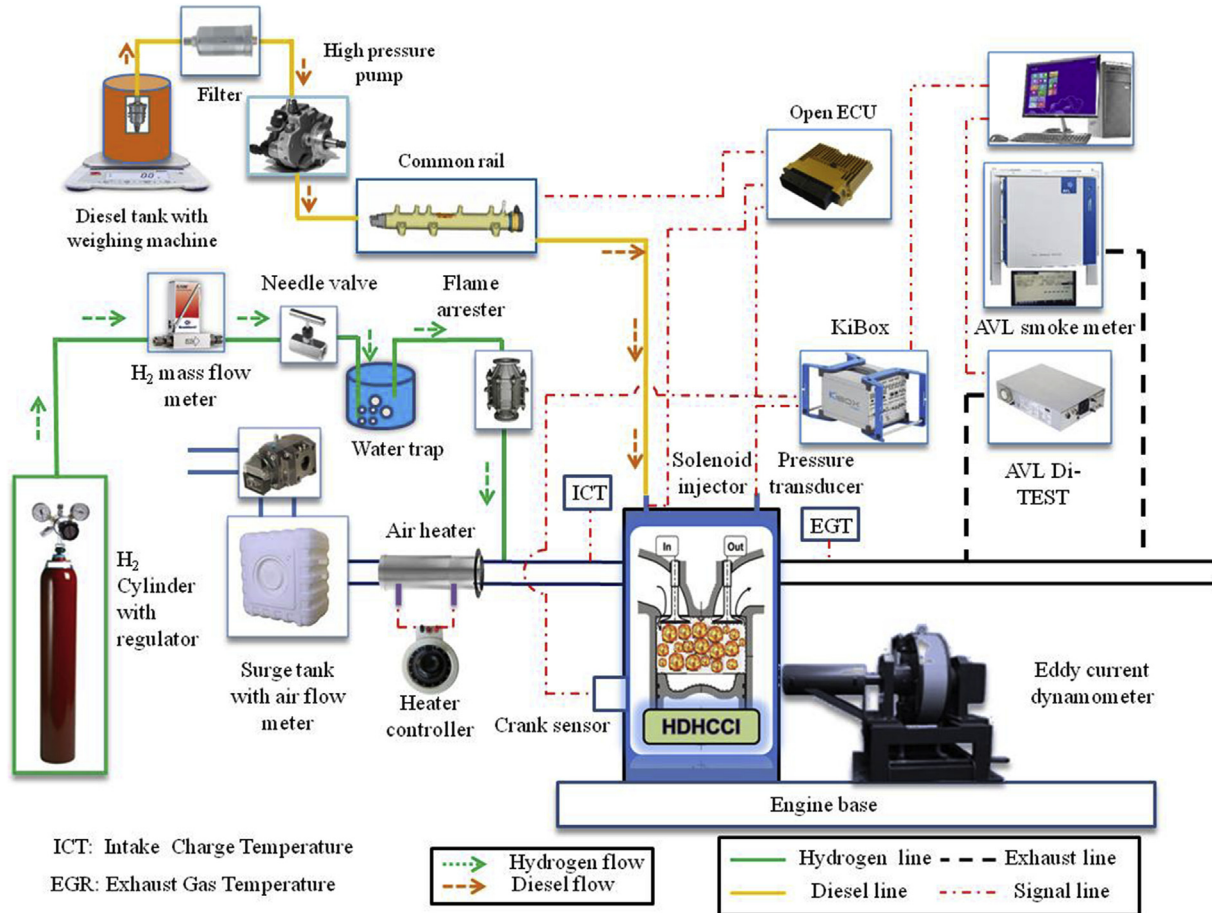 High pressure
pump
Filter
Open ECU
Common rail
Diesel tank with
weighing machine
Needle valve
Flame
arrester
KiBox
AVL smoke meter
H₂ mass flow
meter
KiBOX
Water trap
Solenoid
injector
Pressure
transducer
AVL Di-
TEST
ICT
EGT
Air heater
In
Out
H₂
Cylinder
with
regulator
Surge tank
with air flow
meter
Heater
controller
Crank sensor
HDHCCI
Eddy current
dynamometer
Engine base
ICT: Intake Charge Temperature
EGR: Exhaust Gas Temperature
Hydrogen flow
Diesel flow
Hydrogen line
Exhaust line
Diesel line
Signal line